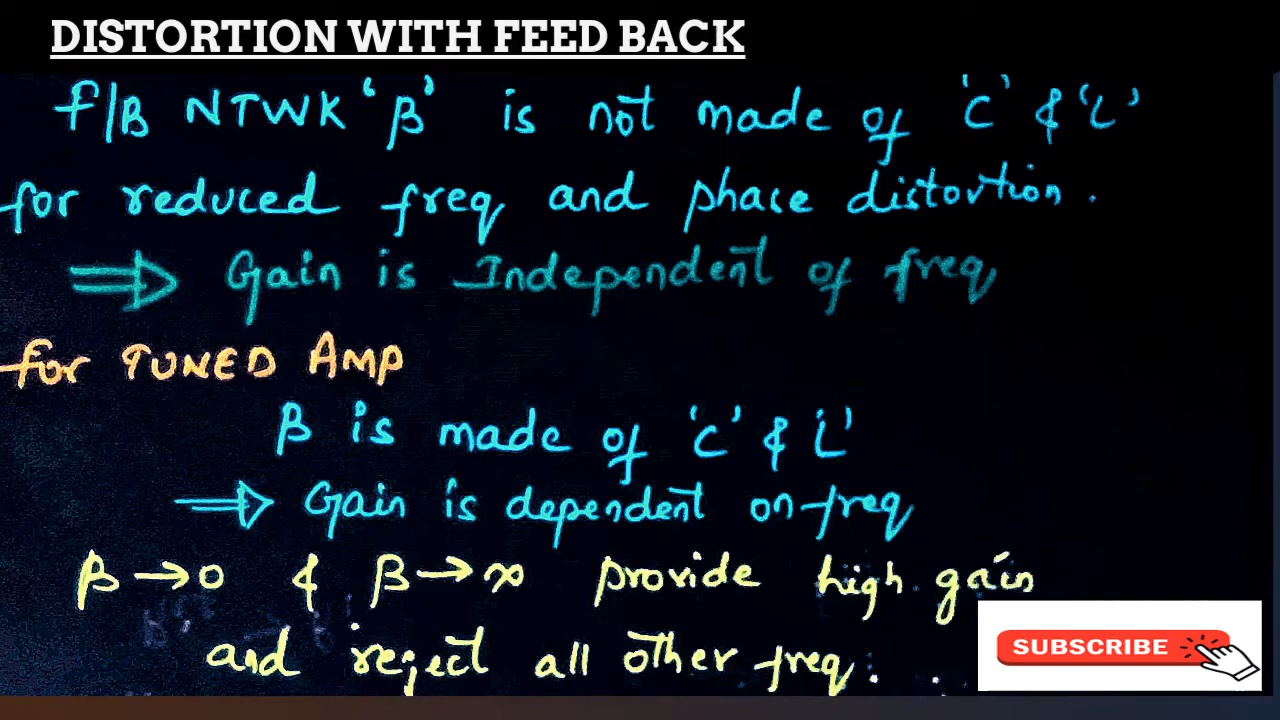 DISTORTION WITH FEED BACK
f/B NTWK 'β' is not made of 'C' & 'L'
for reduced freq and phase distortion.
⇒ Gain is Independent of freq
for TUNED AMP
β is made of 'C' & L'
⇒ Gain is dependent on freq
β → 0 & β → ∞ provide high gain
and reject all other freq.
SUBSCRIBE